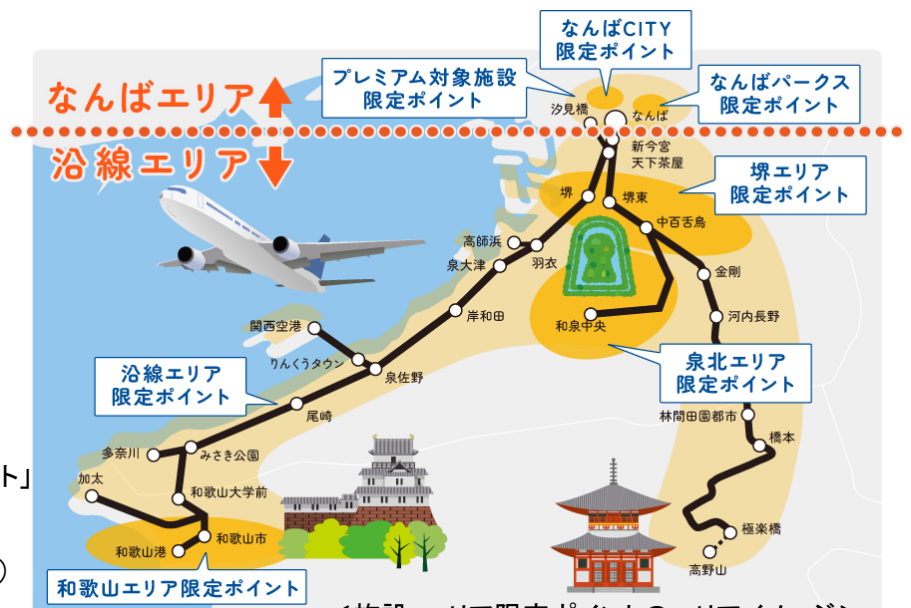 なんばCITY
限定ポイント
プレミアム対象施設
限定ポイント
なんばパークス
限定ポイント
なんばエリア
沿線エリア
汐見橋
なんば
新今宮
天下茶屋
堺エリア
限定ポイント
堺
堺東
中百舌鳥
高師浜
羽衣
泉大津
金剛
岸和田
和泉中央
河内長野
関西空港
りんくうタウン
泉佐野
泉北エリア
限定ポイント
沿線エリア
限定ポイント
尾崎
林間田園都市
橋本
多奈川
みさき公園
ト」
加太
和歌山大学前
極楽橋
和歌山市
和歌山港
高野山
)
和歌山エリア限定ポイント